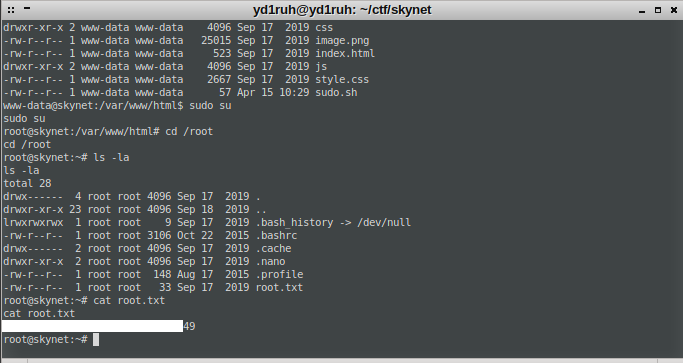 yd1ruh@yd1ruh: ~/ctf/skynet
drwxr-xr-x 2 www-data www-data 4096 Sep 17 2019 css
-rw-r--r-- 1 www-data www-data 25015 Sep 17 2019 image.png
-rw-r--r-- 1 www-data www-data 523 Sep 17 2019 index.html
drwxr-xr-x 2 www-data www-data 4096 Sep 17 2019 js
-rw-r--r-- 1 www-data www-data 2667 Sep 17 2019 style.css
-rw-r--r-- 1 www-data www-data 57 Apr 15 10:29 sudo.sh
www-data@skynet:/var/www/html$ sudo su
sudo su
root@skynet:/var/www/html# cd /root
cd /root
root@skynet:~# ls -la
ls -la
total 28
drwx------ 4 root root 4096 Sep 17 2019 .
drwxr-xr-x 23 root root 4096 Sep 18 2019 ..
lrwxrwxrwx 1 root root 9 Sep 17 2019 .bash_history -> /dev/null
-rw-r--r-- 1 root root 3106 Oct 22 2015 .bashrc
drwx------ 2 root root 4096 Sep 17 2019 .cache
drwxr-xr-x 2 root root 4096 Sep 17 2019 .nano
-rw-r--r-- 1 root root 148 Aug 17 2015 .profile
-rw-r--r-- 1 root root 33 Sep 17 2019 root.txt
root@skynet:~# cat root.txt
cat root.txt
49
root@skynet:~#